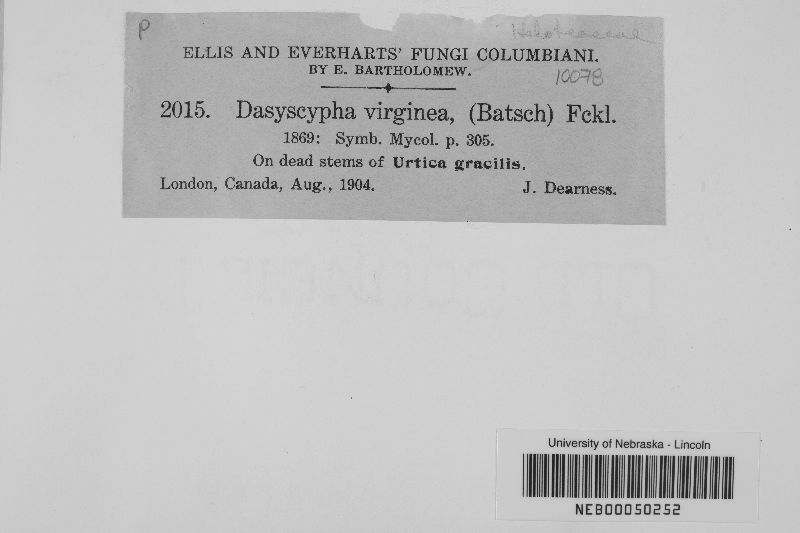 P
Helotiaceae
ELLIS AND EVERHARTS' FUNGI COLUMBIANI.
BY E. BARTHOLOMEW.
10078
2015. Dasyscypha virginea, (Batsch) Fckl.
1869: Symb. Mycol. p. 305.
On dead stems of Urtica gracilis.
London, Canada, Aug., 1904. J. Dearness.
University of Nebraska - Lincoln
NEB00050252